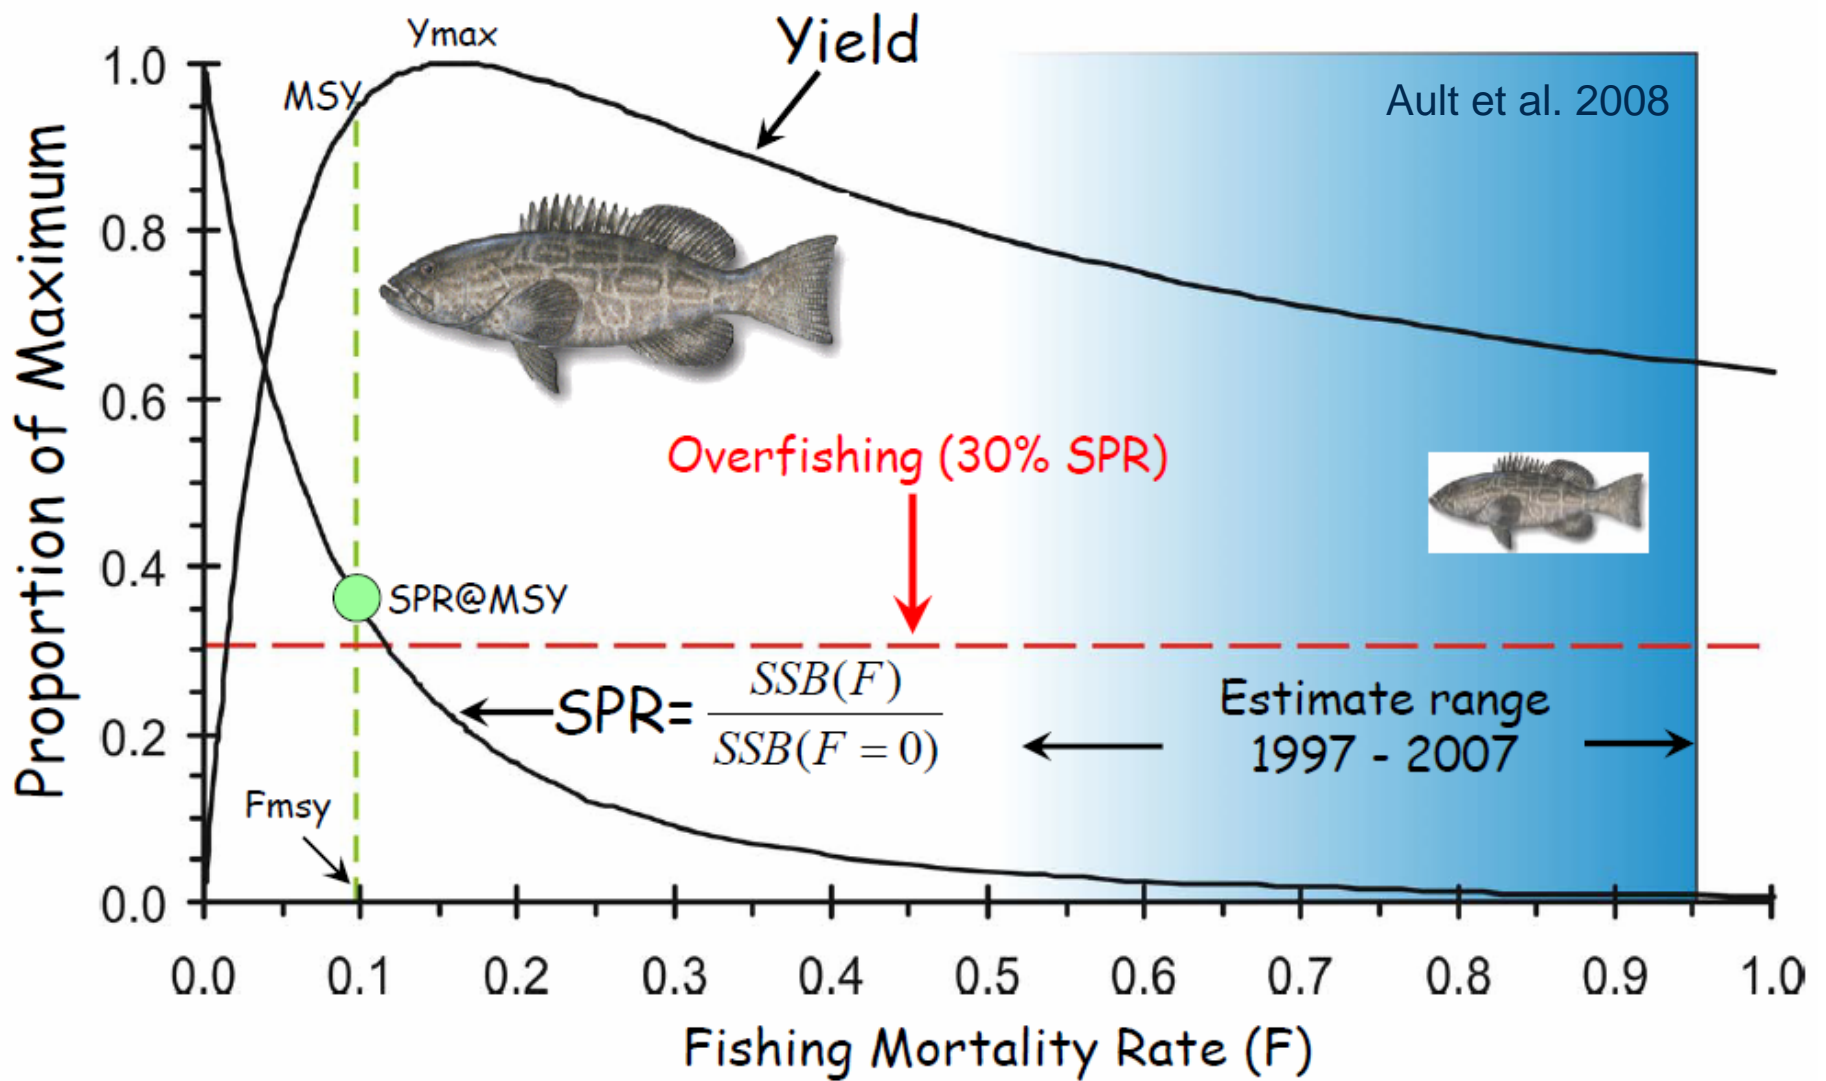 Ymax
Yield
MSY
Ault et al. 2008
Proportion of Maximum
1.0
0.8
0.6
0.4
0.2
0.0
Overfishing (30% SPR)
SPR@MSY
SPR= SSB(F)
SSB(F = 0)
Estimate range
1997 - 2007
Fmsy
0.0 0.1 0.2 0.3 0.4 0.5 0.6 0.7 0.8 0.9 1.0
Fishing Mortality Rate (F)